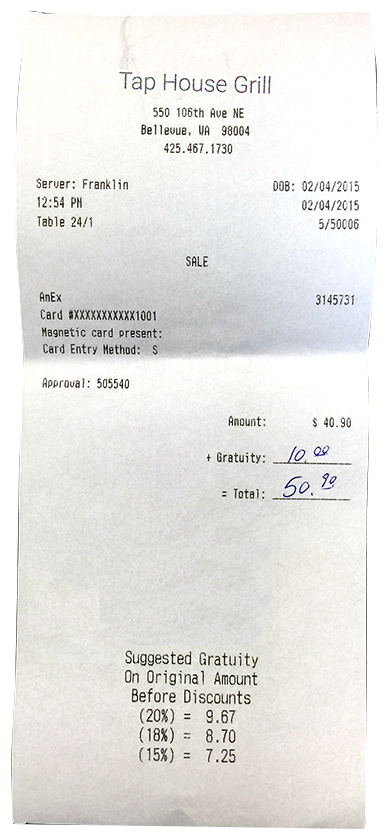 Tap House Grill
550 106th Ave NE
Bellevue, WA 98004
425.467.1730
Server: Franklin DOB: 02/04/2015
12:54 PM 02/04/2015
Table 24/1 5/50006
SALE
AmEx 3145731
Card #XXXXXXXXXXX1001
Magnetic card present:
Card Entry Method: S
Approval: 505540
Amount: $ 40.90
+ Gratuity: 10.00
= Total: 50.90
Suggested Gratuity
On Original Amount
Before Discounts
(20%) = 9.67
(18%) = 8.70
(15%) = 7.25